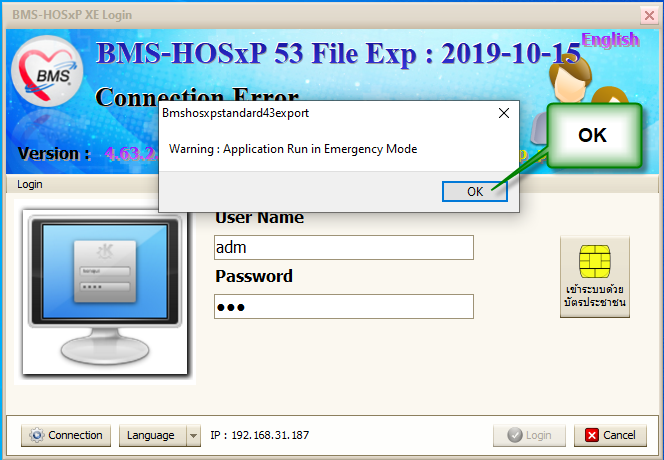 BMS-HOSxP XE Login
BMS
BMS-HOSxP 53 File Exp : 2019-10-15
English
Connection Error
Bmshosxpstandard43export
Warning : Application Run in Emergency Mode
OK
OK
Version : 4.63.2
Login
User Name
adm
Password
●●●
เข้าระบบด้วย
บัตรประชาชน
Connection
Language
IP : 192.168.31.187
Login
Cancel